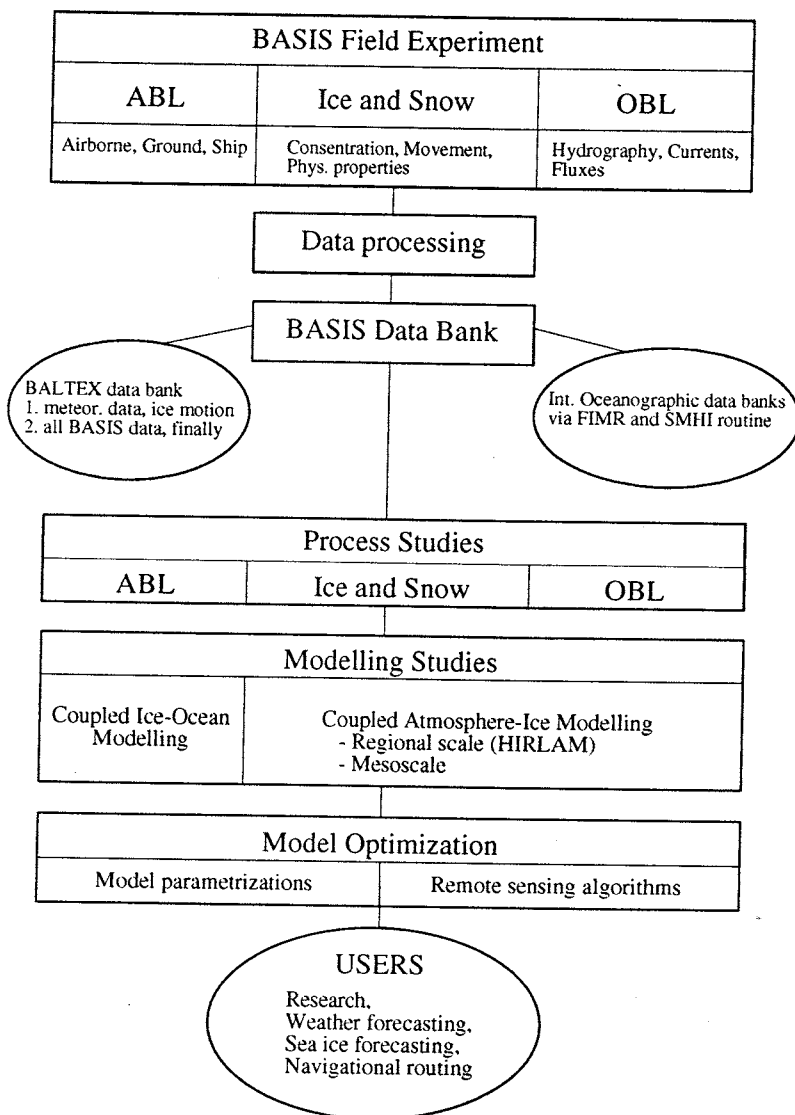 BASIS Field Experiment
ABL
Ice and Snow
OBL
Airborne, Ground, Ship
Consentration, Movement,
Phys. properties
Hydrography, Currents,
Fluxes
Data processing
BASIS Data Bank
BALTEX data bank
1. meteor. data, ice motion
2. all BASIS data, finally
Int. Oceanographic data banks
via FIMR and SMHI routine
Process Studies
ABL
Ice and Snow
OBL
Modelling Studies
Coupled Ice-Ocean
Modelling
Coupled Atmosphere-Ice Modelling
- Regional scale (HIRLAM)
- Mesoscale
Model Optimization
Model parametrizations
Remote sensing algorithms
USERS
Research,
Weather forecasting,
Sea ice forecasting,
Navigational routing